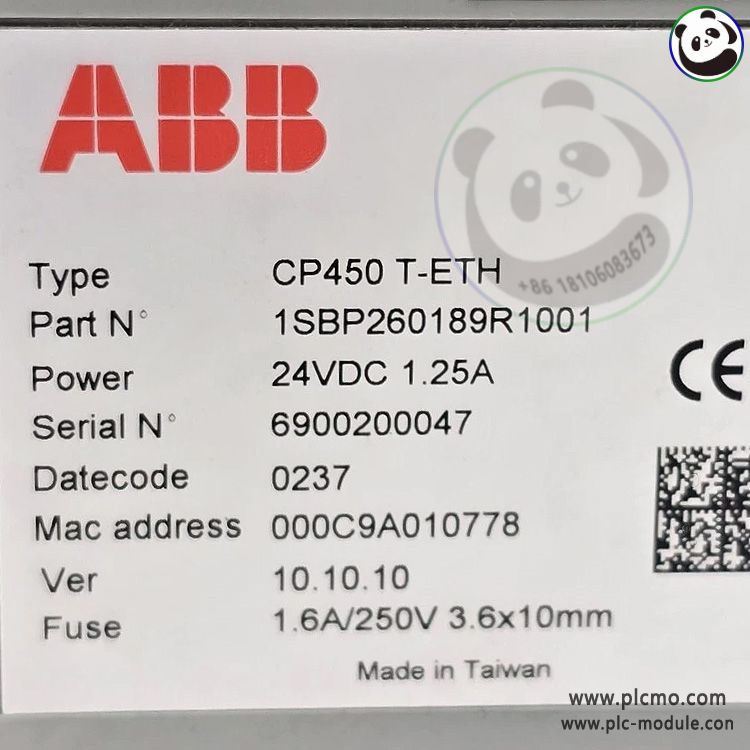 ABB
+86 18106083673
Type CP450 T-ETH
Part N° 1SBP260189R1001
Power 24VDC 1.25A
Serial N° 6900200047
Datecode 0237
Mac address 000C9A010778
Ver 10.10.10
Fuse 1.6A/250V 3.6x10mm
CE
Made in Taiwan
www.plcmo.com
www.plc-module.com